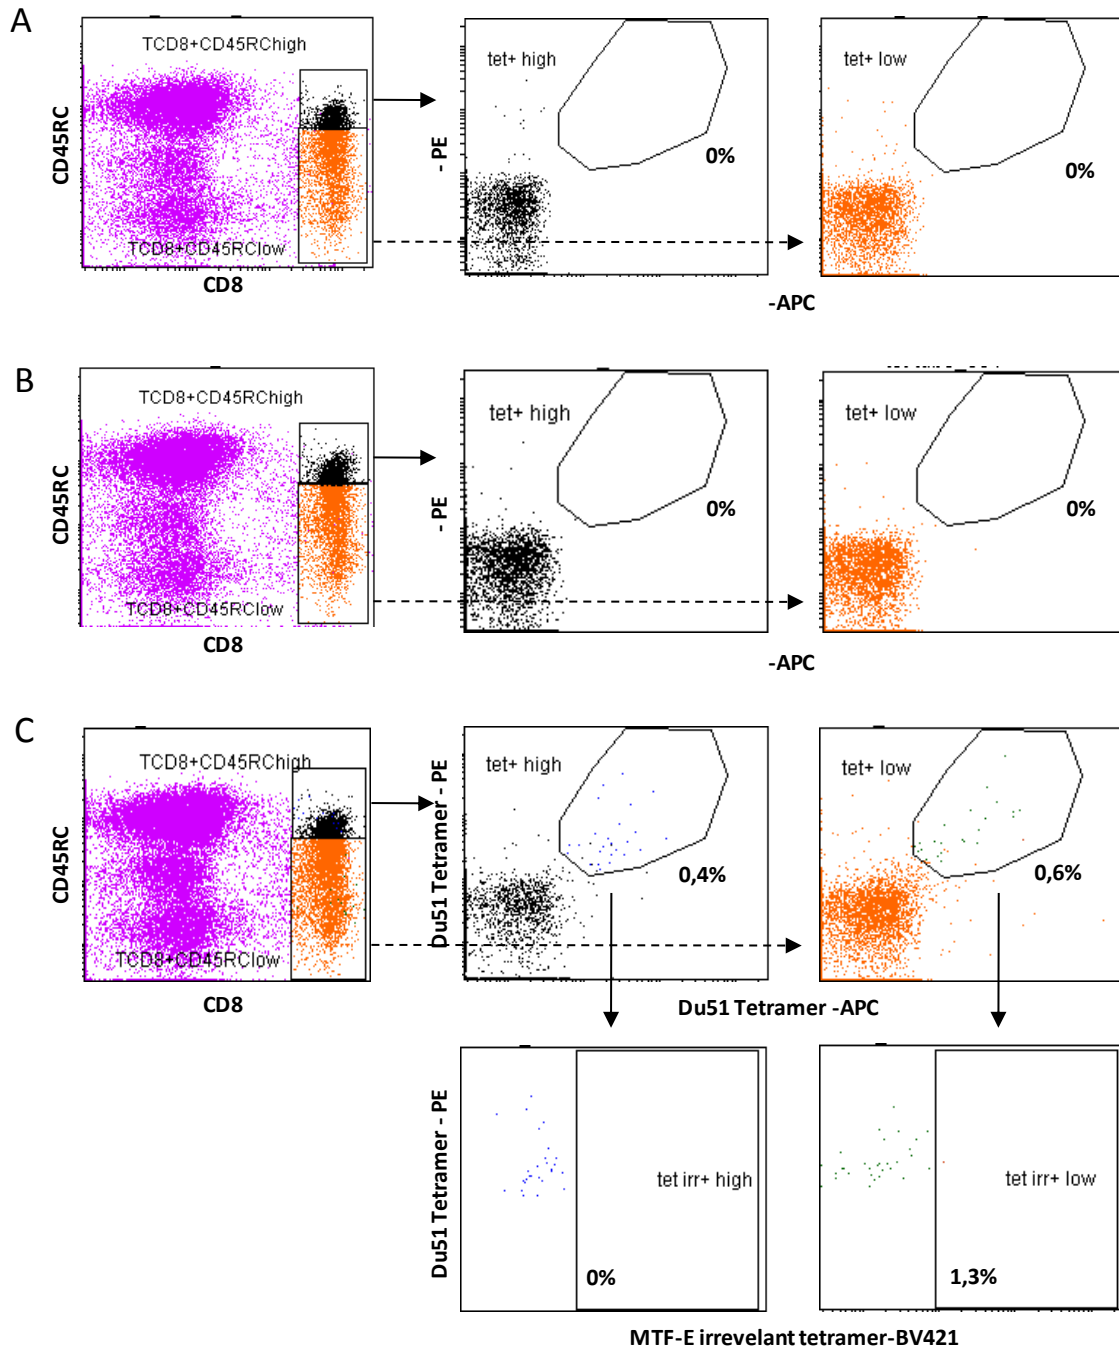 A
TCD8+CD45RChigh
CD45RC
TCD8+CD45RClow
CD8
tet+ high
- PE
0%
tet+ low
0%
-APC
B
TCD8+CD45RChigh
CD45RC
TCD8+CD45RClow
CD8
tet+ high
- PE
0%
tet+ low
0%
-APC
C
TCD8+CD45RChigh
CD45RC
TCD8+CD45RClow
CD8
tet+ high
Du51 Tetramer - PE
0,4%
tet+ low
0,6%
Du51 Tetramer -APC
Du51 Tetramer - PE
tet irr+ high
0%
tet irr+ low
1,3%
MTF-E irrevelant tetramer-BV421